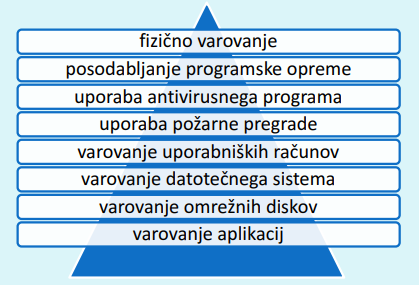 fizično varovanje
posodabljanje programske opreme
uporaba antivirusnega programa
uporaba požarne pregrade
varovanje uporabniških računov
varovanje datotečnega sistema
varovanje omrežnih diskov
varovanje aplikacij